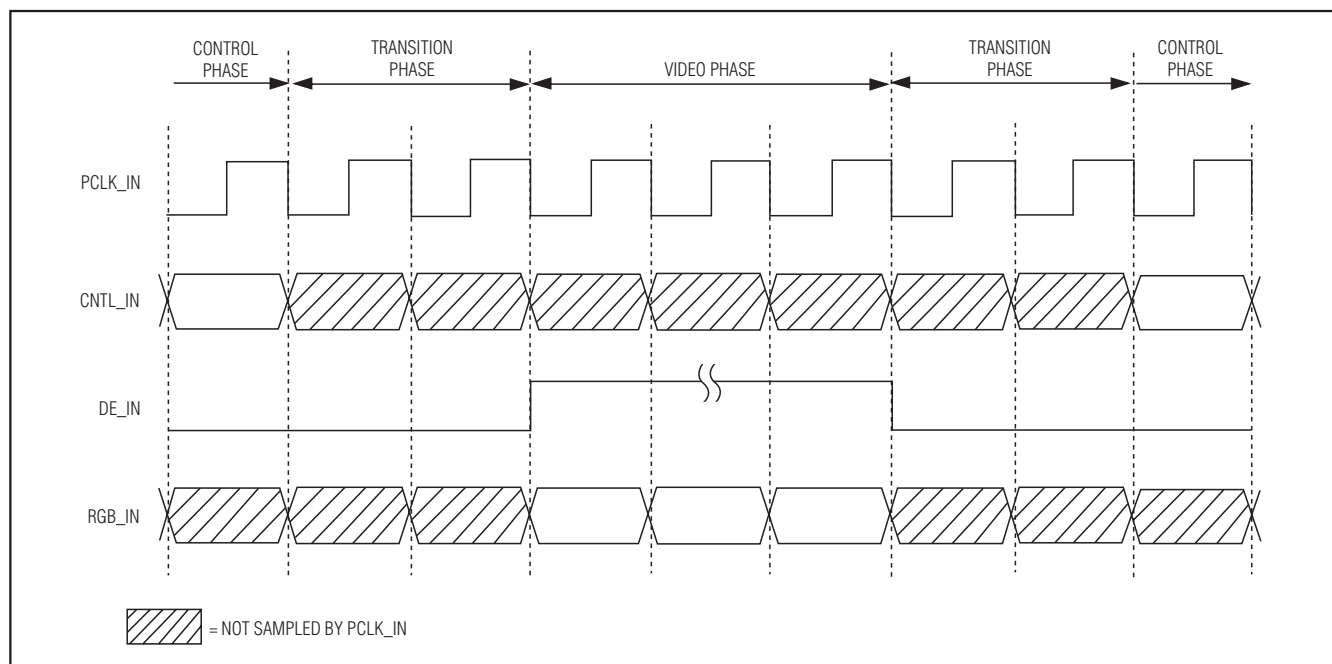 CONTROL
PHASE
TRANSITION
PHASE
VIDEO PHASE
TRANSITION
PHASE
CONTROL
PHASE
PCLK_IN
CNTL_IN
DE_IN
RGB_IN
= NOT SAMPLED BY PCLK_IN